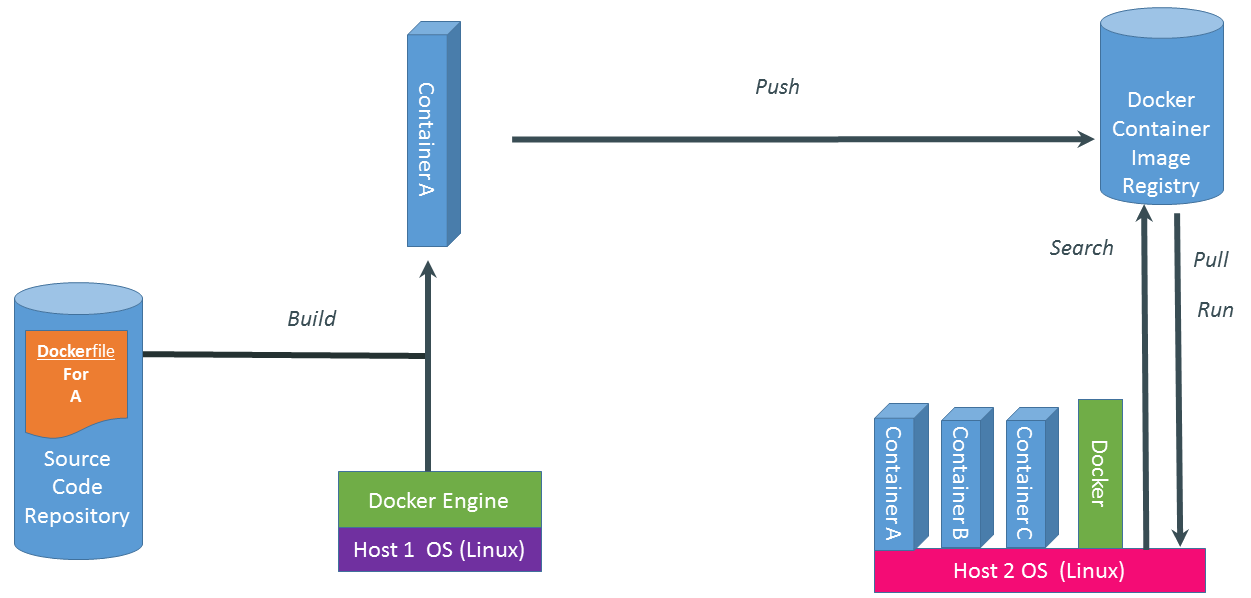 Container A
Push
Docker
Container
Image
Registry
Search
Pull
Run
Build
Dockerfile
For
A
Source
Code
Repository
Docker Engine
Host 1 OS (Linux)
Container A
Container B
Container C
Docker
Host 2 OS (Linux)